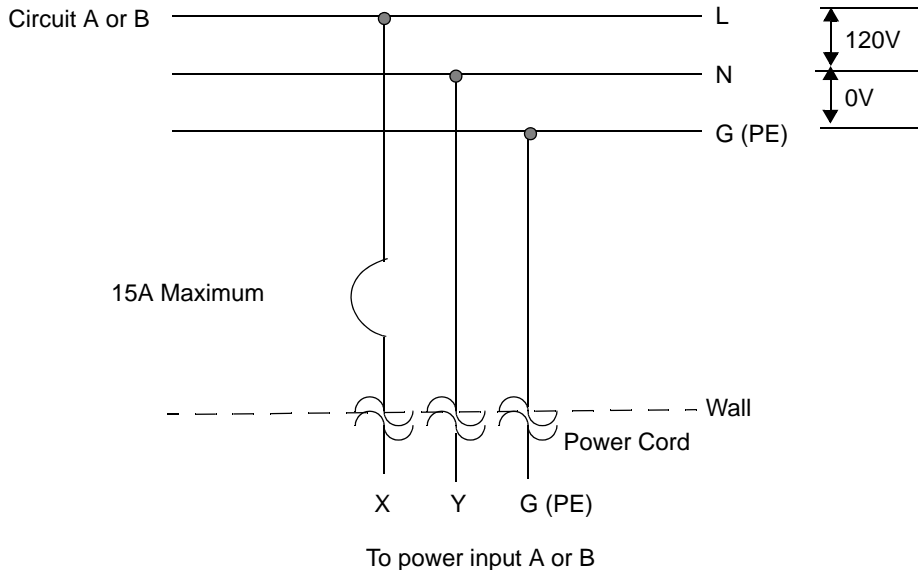 Circuit A or B
L
120V
N
0V
G (PE)
15A Maximum
Wall
Power Cord
X Y G (PE)
To power input A or B